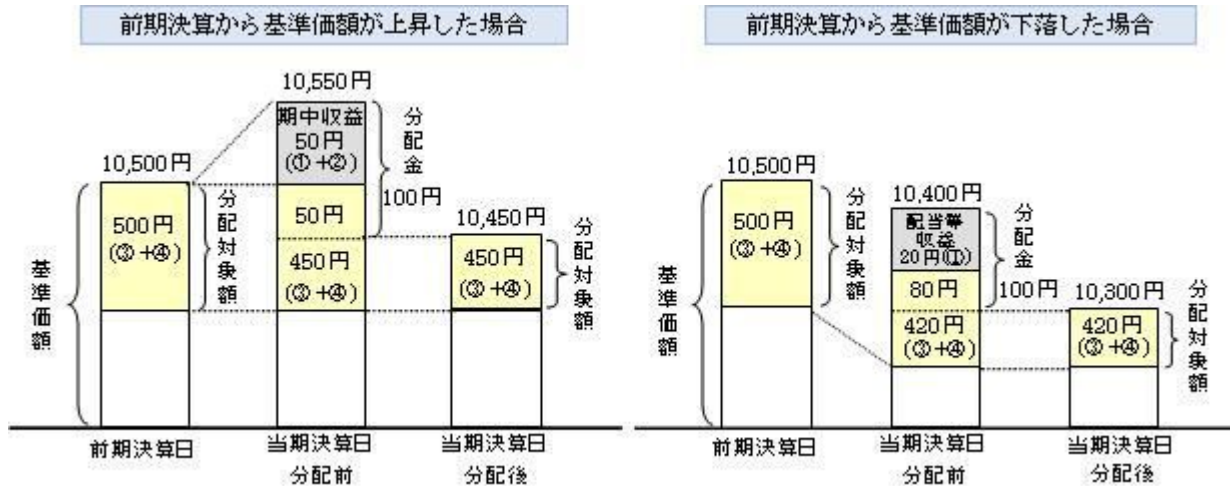 前期決算から基準価額が上昇した場合
10,550円
期中収益
50円
(①+②)
分配金
10,500円
500円
(③+④)
分配対象額
50円
100円
10,450円
450円
(③+④)
450円
(③+④)
分配対象額
基準価額
前期決算日
当期決算日
分配前
当期決算日
分配後
前期決算から基準価額が下落した場合
10,500円
500円
(③+④)
分配対象額
10,400円
配当等
収益
20円(①)
分配金
80円
100円
10,300円
420円
(③+④)
420円
(③+④)
分配対象額
基準価額
前期決算日
当期決算日
分配前
当期決算日
分配後